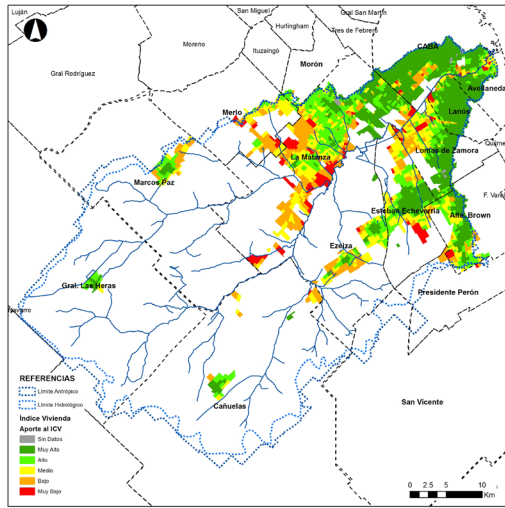 Luján
San Miguel
Gral San Martín
Hurlingham
Tres de Febrero
Moreno
Ituzaingó
CABA
Gral Rodríguez
Morón
Avellaneda
Merlo
Lanús
Lomas de Zamora
La Matanza
Marcos Paz
Esteban Echeverría
Alte. Brown
Ezeiza
Gral. Las Heras
Presidente Perón
Navarro
Cañuelas
San Vicente
REFERENCIAS
Límite Antrópico
Límite Hidrológico
Índice Vivienda
Aporte al ICV
Sin Datos
Muy Alto
Alto
Medio
Bajo
Muy Bajo
0 2.5 5 10
Km